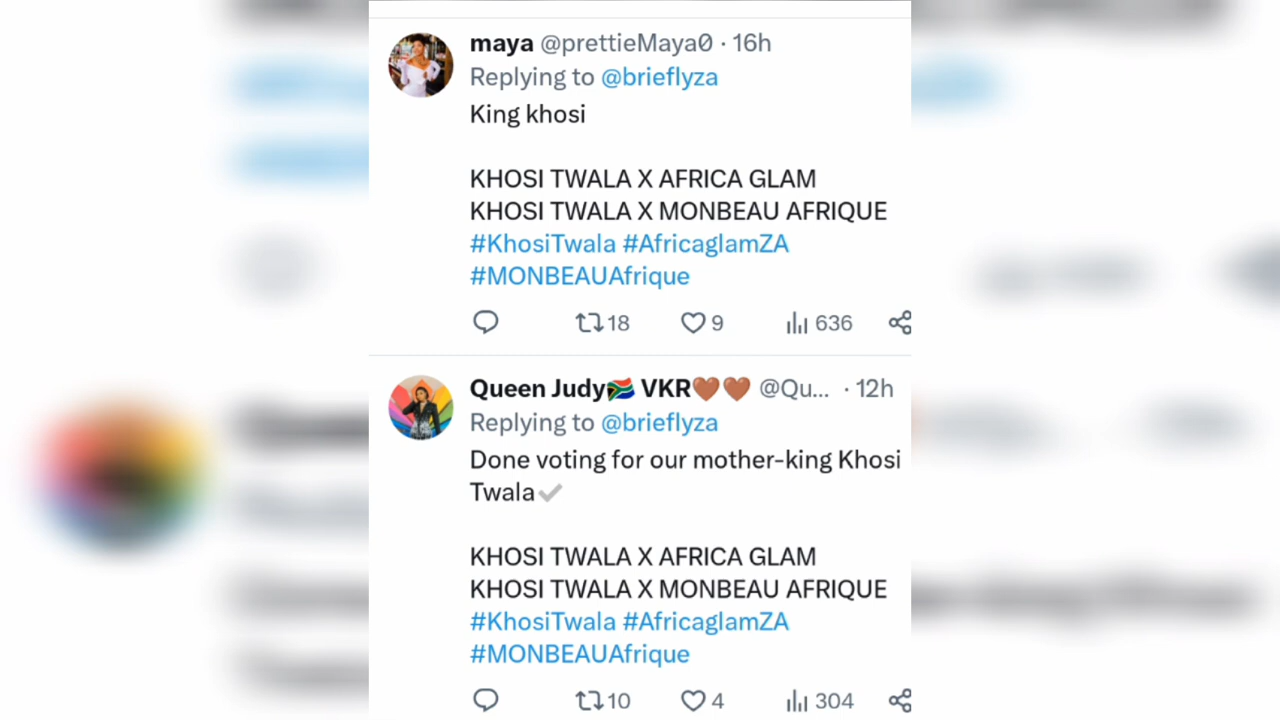 maya @prettieMaya0 · 16h
Replying to @brieflyza
King khosi
KHOSI TWALA X AFRICA GLAM
KHOSI TWALA X MONBEAU AFRIQUE
#KhosiTwala #AfricaglamZA
#MONBEAUAfrique
18 9 636
Queen Judy🇿🇦 VKR🤎🤎 @Qu... · 12h
Replying to @brieflyza
Done voting for our mother-king Khosi
Twala✔
KHOSI TWALA X AFRICA GLAM
KHOSI TWALA X MONBEAU AFRIQUE
#KhosiTwala #AfricaglamZA
#MONBEAUAfrique
10 4 304